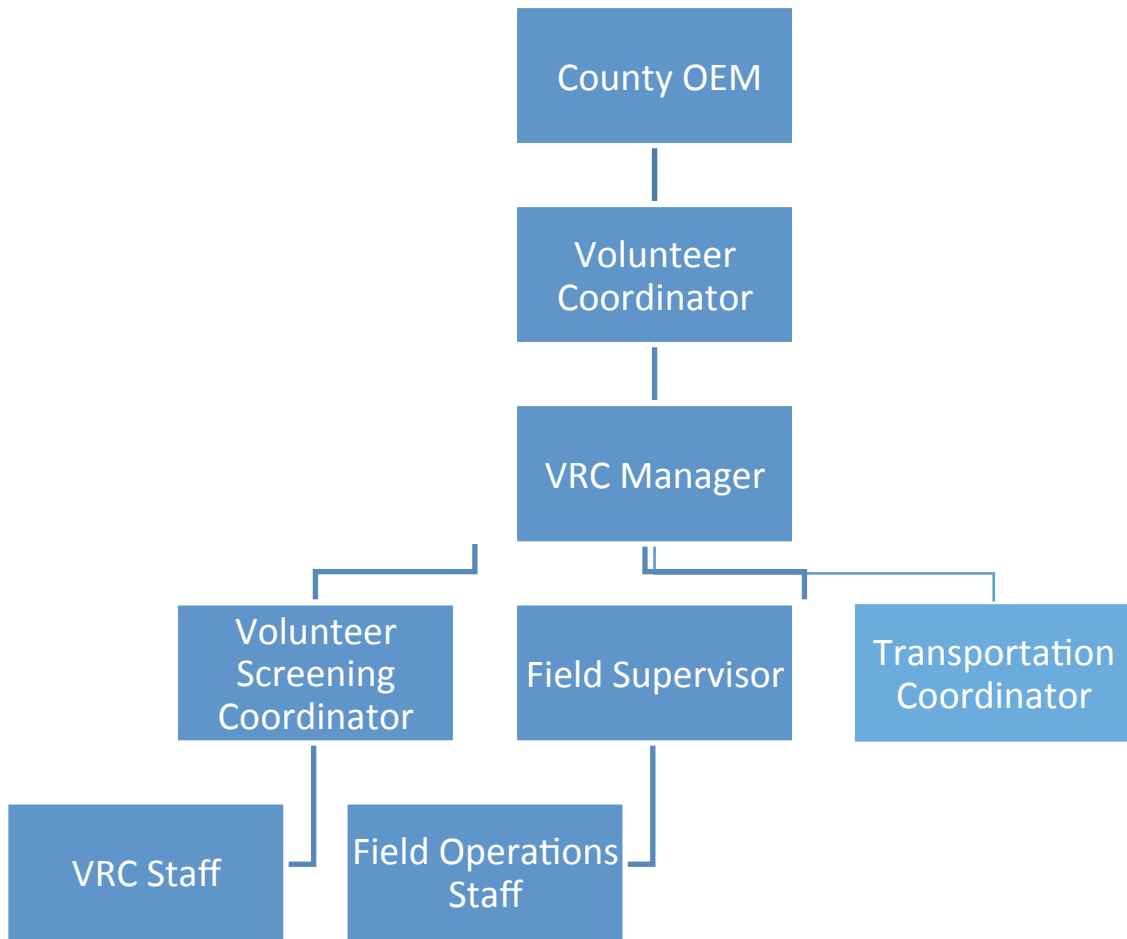 County OEM
Volunteer
Coordinator
VRC Manager
Volunteer
Screening
Coordinator
Field Supervisor
Transportation
Coordinator
VRC Staff
Field Operations
Staff